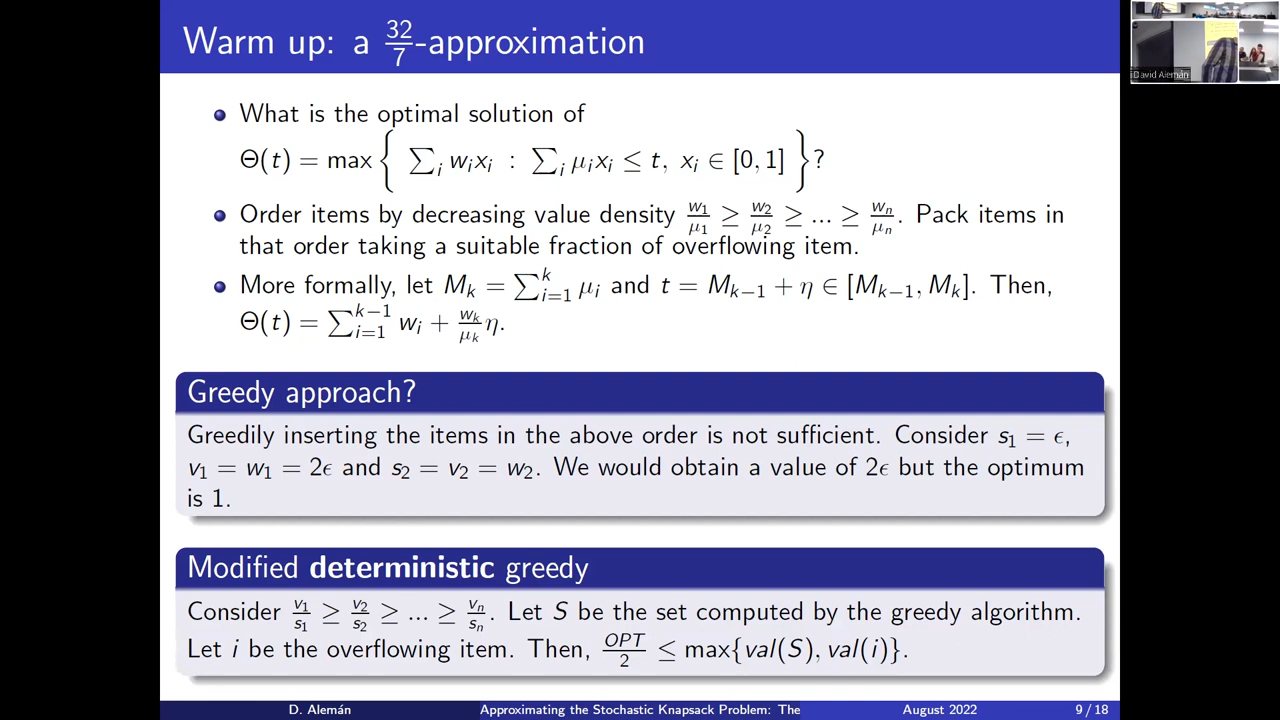 Warm up: a 32/7-approximation
David Alemán
What is the optimal solution of
Θ(t) = max { ∑_i w_i x_i : ∑_i μ_i x_i ≤ t, x_i ∈ [0, 1] }?
Order items by decreasing value density w_1/μ_1 ≥ w_2/μ_2 ≥ ... ≥ w_n/μ_n. Pack items in
that order taking a suitable fraction of overflowing item.
More formally, let M_k = ∑_{i=1}^{k} μ_i and t = M_{k−1} + η ∈ [M_{k−1}, M_k]. Then,
Θ(t) = ∑_{i=1}^{k−1} w_i + w_k/μ_k η.
Greedy approach?
Greedily inserting the items in the above order is not sufficient. Consider s_1 = ϵ,
v_1 = w_1 = 2ϵ and s_2 = v_2 = w_2. We would obtain a value of 2ϵ but the optimum
is 1.
Modified deterministic greedy
Consider v_1/s_1 ≥ v_2/s_2 ≥ ... ≥ v_n/s_n. Let S be the set computed by the greedy algorithm.
Let i be the overflowing item. Then, OPT/2 ≤ max{val(S), val(i)}.
D. Alemán Approximating the Stochastic Knapsack Problem: The August 2022 9 / 18